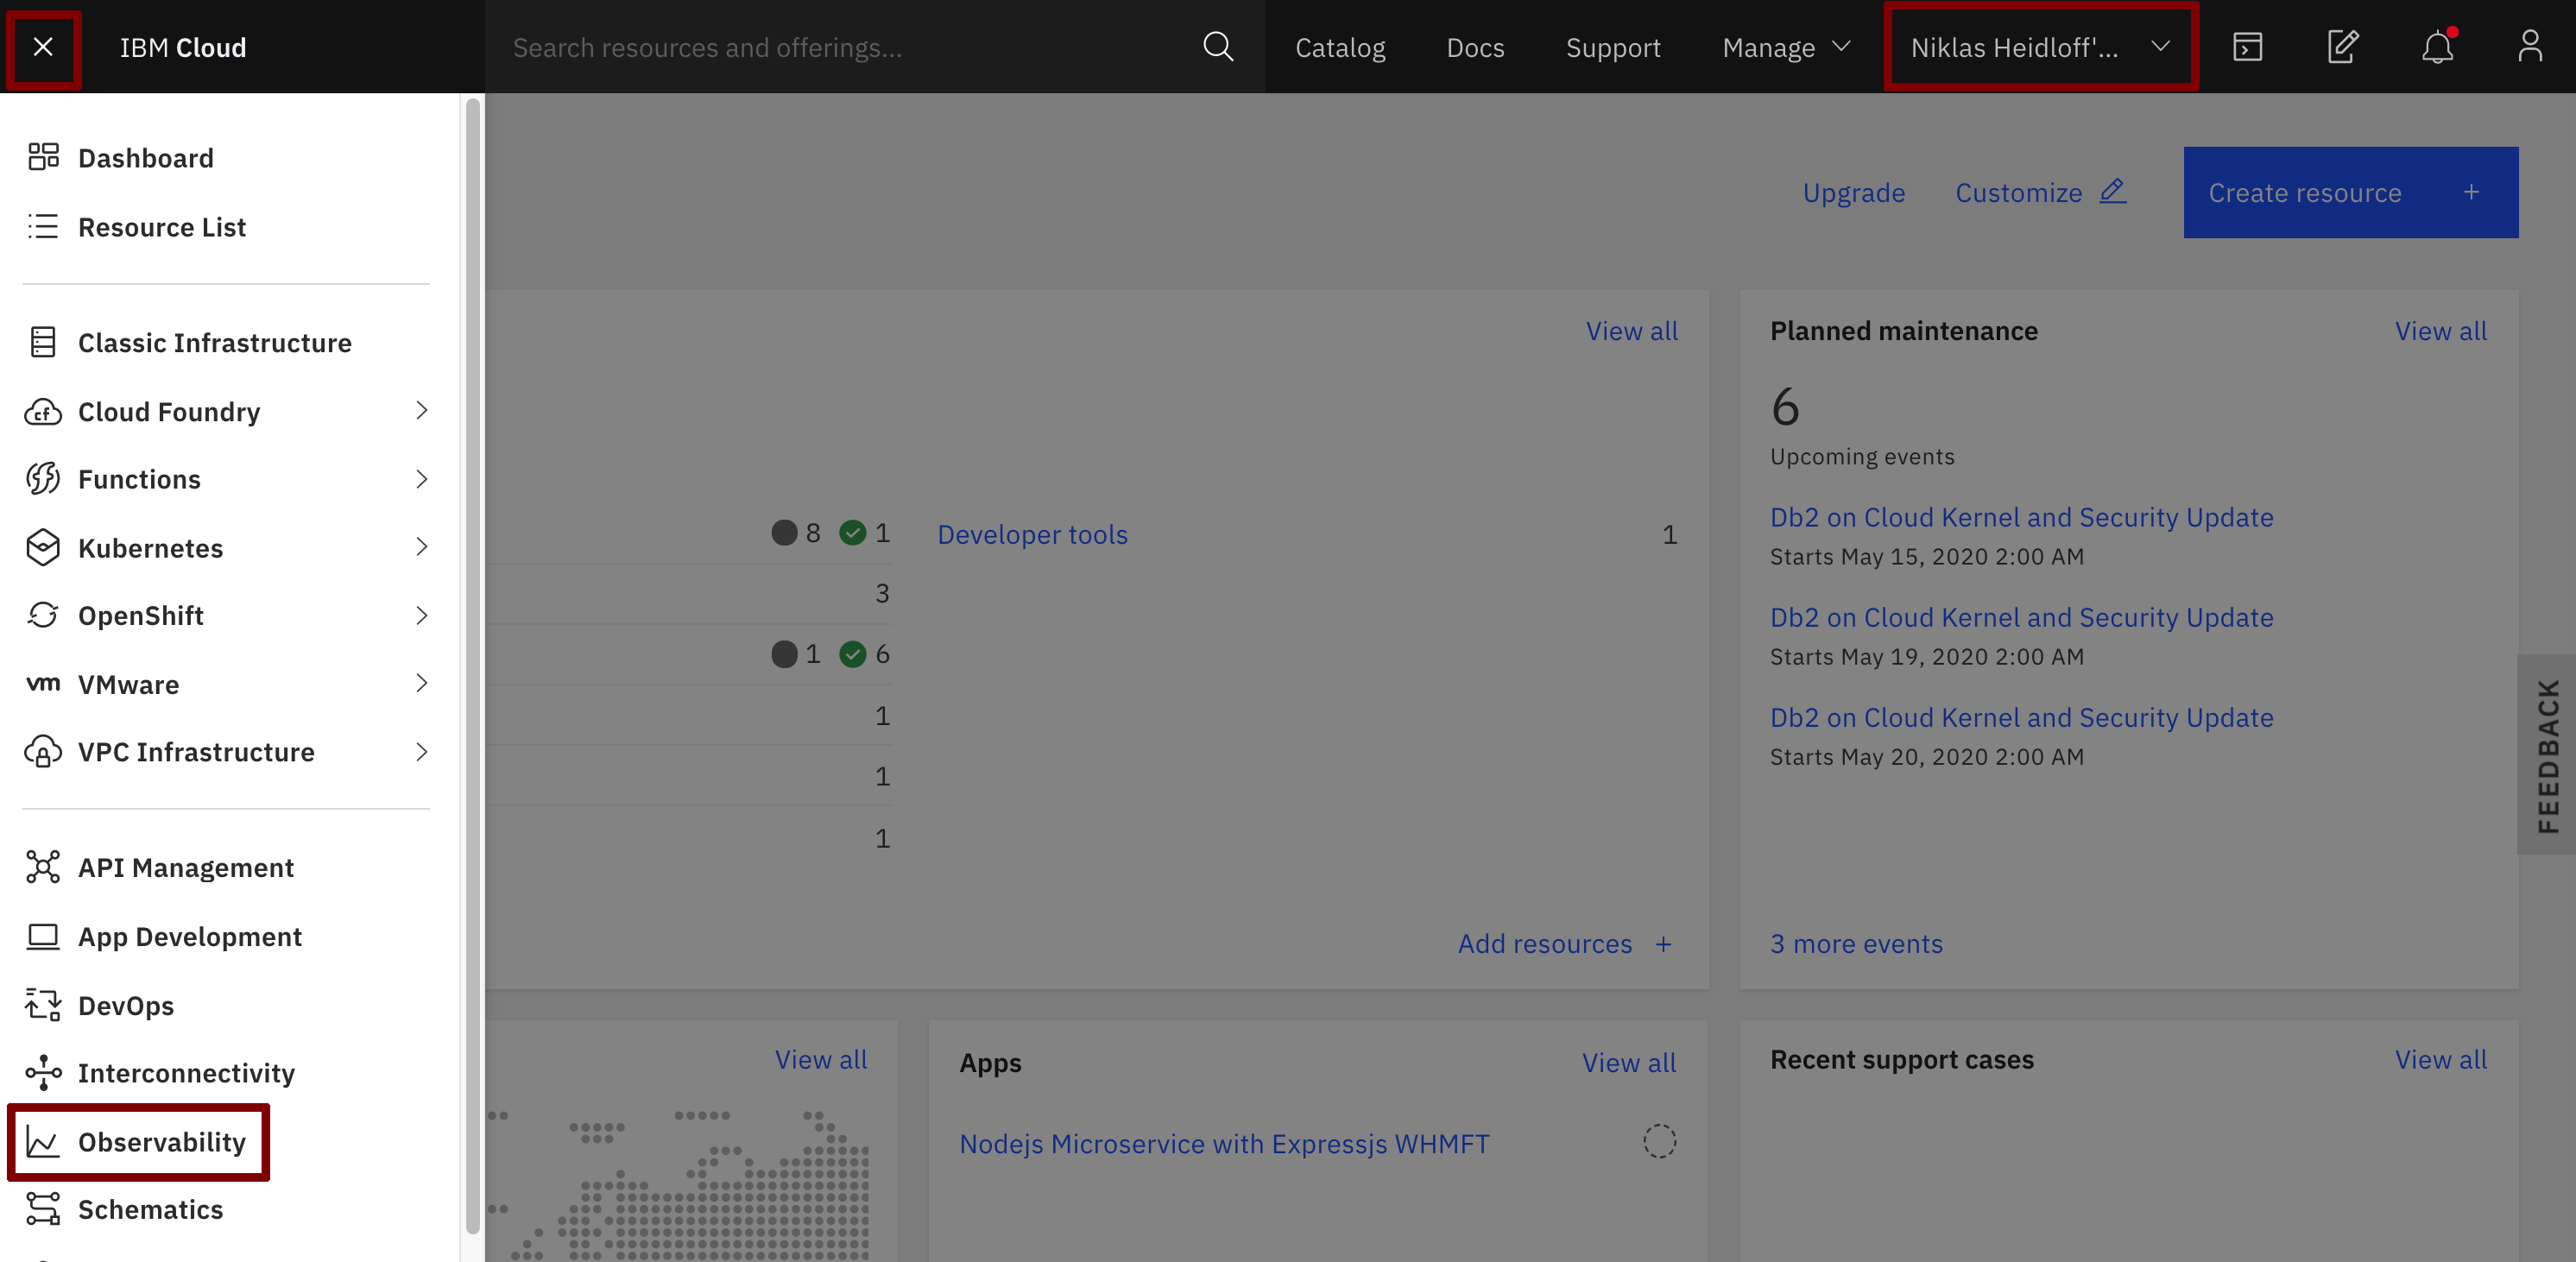 IBM Cloud
Search resources and offerings...
Catalog
Docs
Support
Manage
Niklas Heidloff'...
Dashboard
Resource List
Classic Infrastructure
cf Cloud Foundry
Functions
Kubernetes
OpenShift
vm VMware
VPC Infrastructure
API Management
App Development
DevOps
Interconnectivity
Observability
Schematics
Upgrade
Customize
Create resource +
View all
8 1
3
1 6
1
1
1
Developer tools 1
Add resources +
Planned maintenance
View all
6
Upcoming events
Db2 on Cloud Kernel and Security Update
Starts May 15, 2020 2:00 AM
Db2 on Cloud Kernel and Security Update
Starts May 19, 2020 2:00 AM
Db2 on Cloud Kernel and Security Update
Starts May 20, 2020 2:00 AM
3 more events
View all
Apps
View all
Nodejs Microservice with Expressjs WHMFT
Recent support cases
View all
FEEDBACK